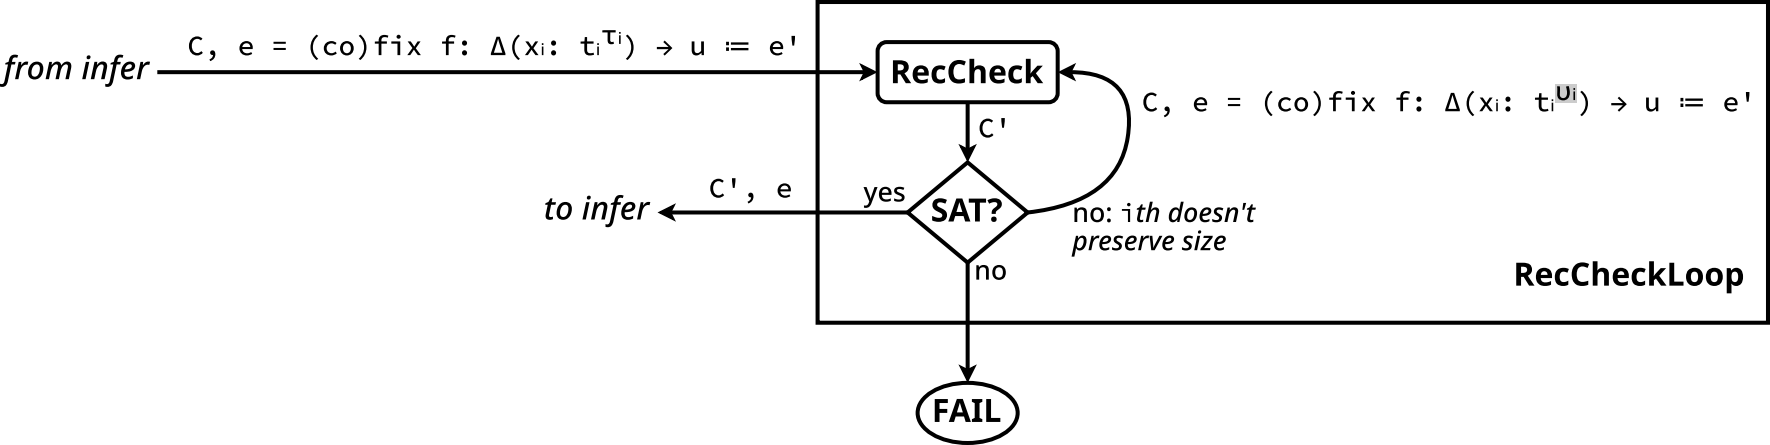 C, e = (co)fix f: Δ(xᵢ: tᵢ^τᵢ) → u ≔ e'
from infer
RecCheck
C, e = (co)fix f: Δ(xᵢ: tᵢ^υᵢ) → u ≔ e'
C'
C', e
yes
to infer
SAT?
no: ith doesn't
preserve size
no
RecCheckLoop
FAIL